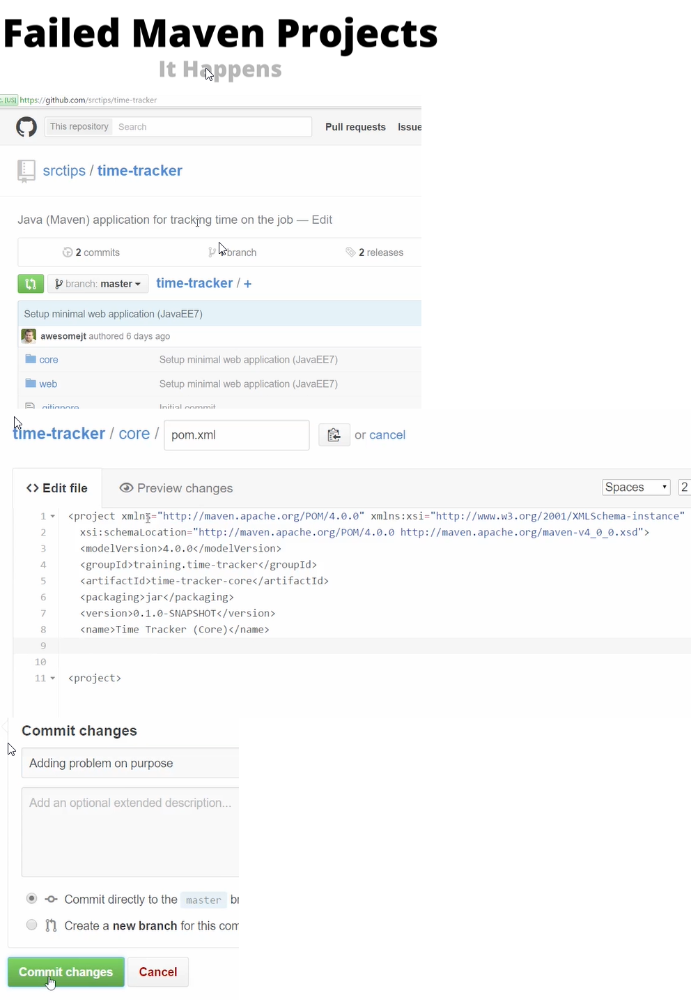 Failed Maven Projects
It Happens
[US] https://github.com/srctips/time-tracker
This repository Search Pull requests Issue
srctips / time-tracker
Java (Maven) application for tracking time on the job — Edit
2 commits branch 2 releases
branch: master time-tracker / +
Setup minimal web application (JavaEE7)
awesomejt authored 6 days ago
core Setup minimal web application (JavaEE7)
web Setup minimal web application (JavaEE7)
.gitignore Initial commit
time-tracker / core / pom.xml or cancel
<> Edit file Preview changes Spaces 2
1 <project xmlns="http://maven.apache.org/POM/4.0.0" xmlns:xsi="http://www.w3.org/2001/XMLSchema-instance"
2 xsi:schemaLocation="http://maven.apache.org/POM/4.0.0 http://maven.apache.org/maven-v4_0_0.xsd">
3 <modelVersion>4.0.0</modelVersion>
4 <groupId>training.time-tracker</groupId>
5 <artifactId>time-tracker-core</artifactId>
6 <packaging>jar</packaging>
7 <version>0.1.0-SNAPSHOT</version>
8 <name>Time Tracker (Core)</name>
9
10
11 <project>
Commit changes
Adding problem on purpose
Add an optional extended description...
Commit directly to the master br
Create a new branch for this com
Commit changes Cancel